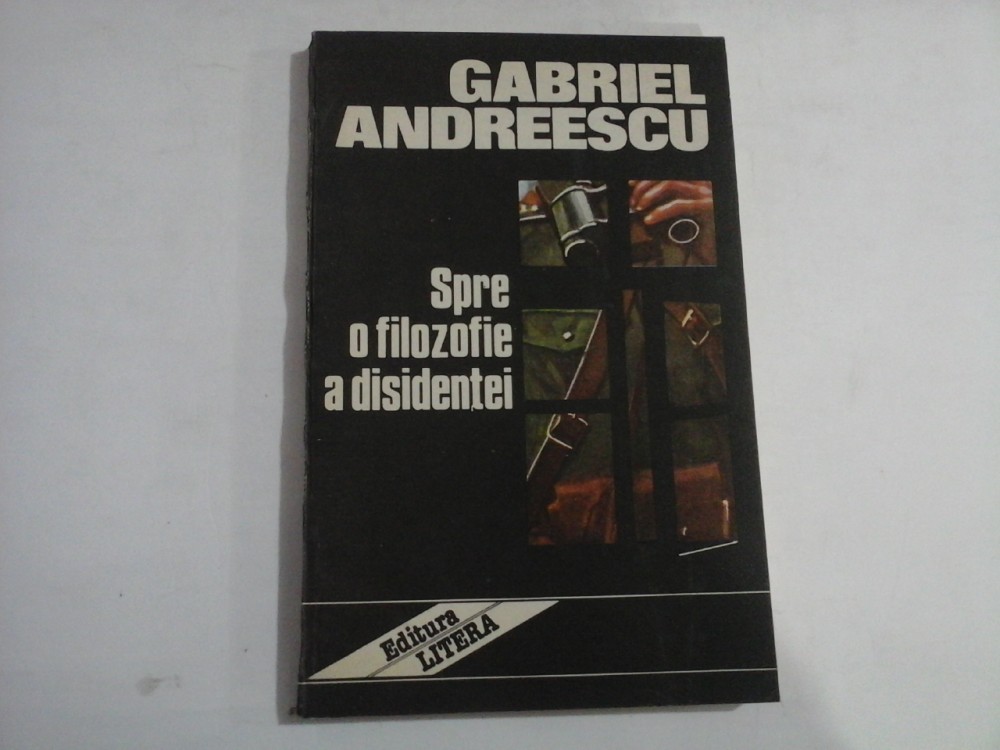 GABRIEL
ANDREESCU
Spre
o filozofie
a disidenței
Editura
LITERA